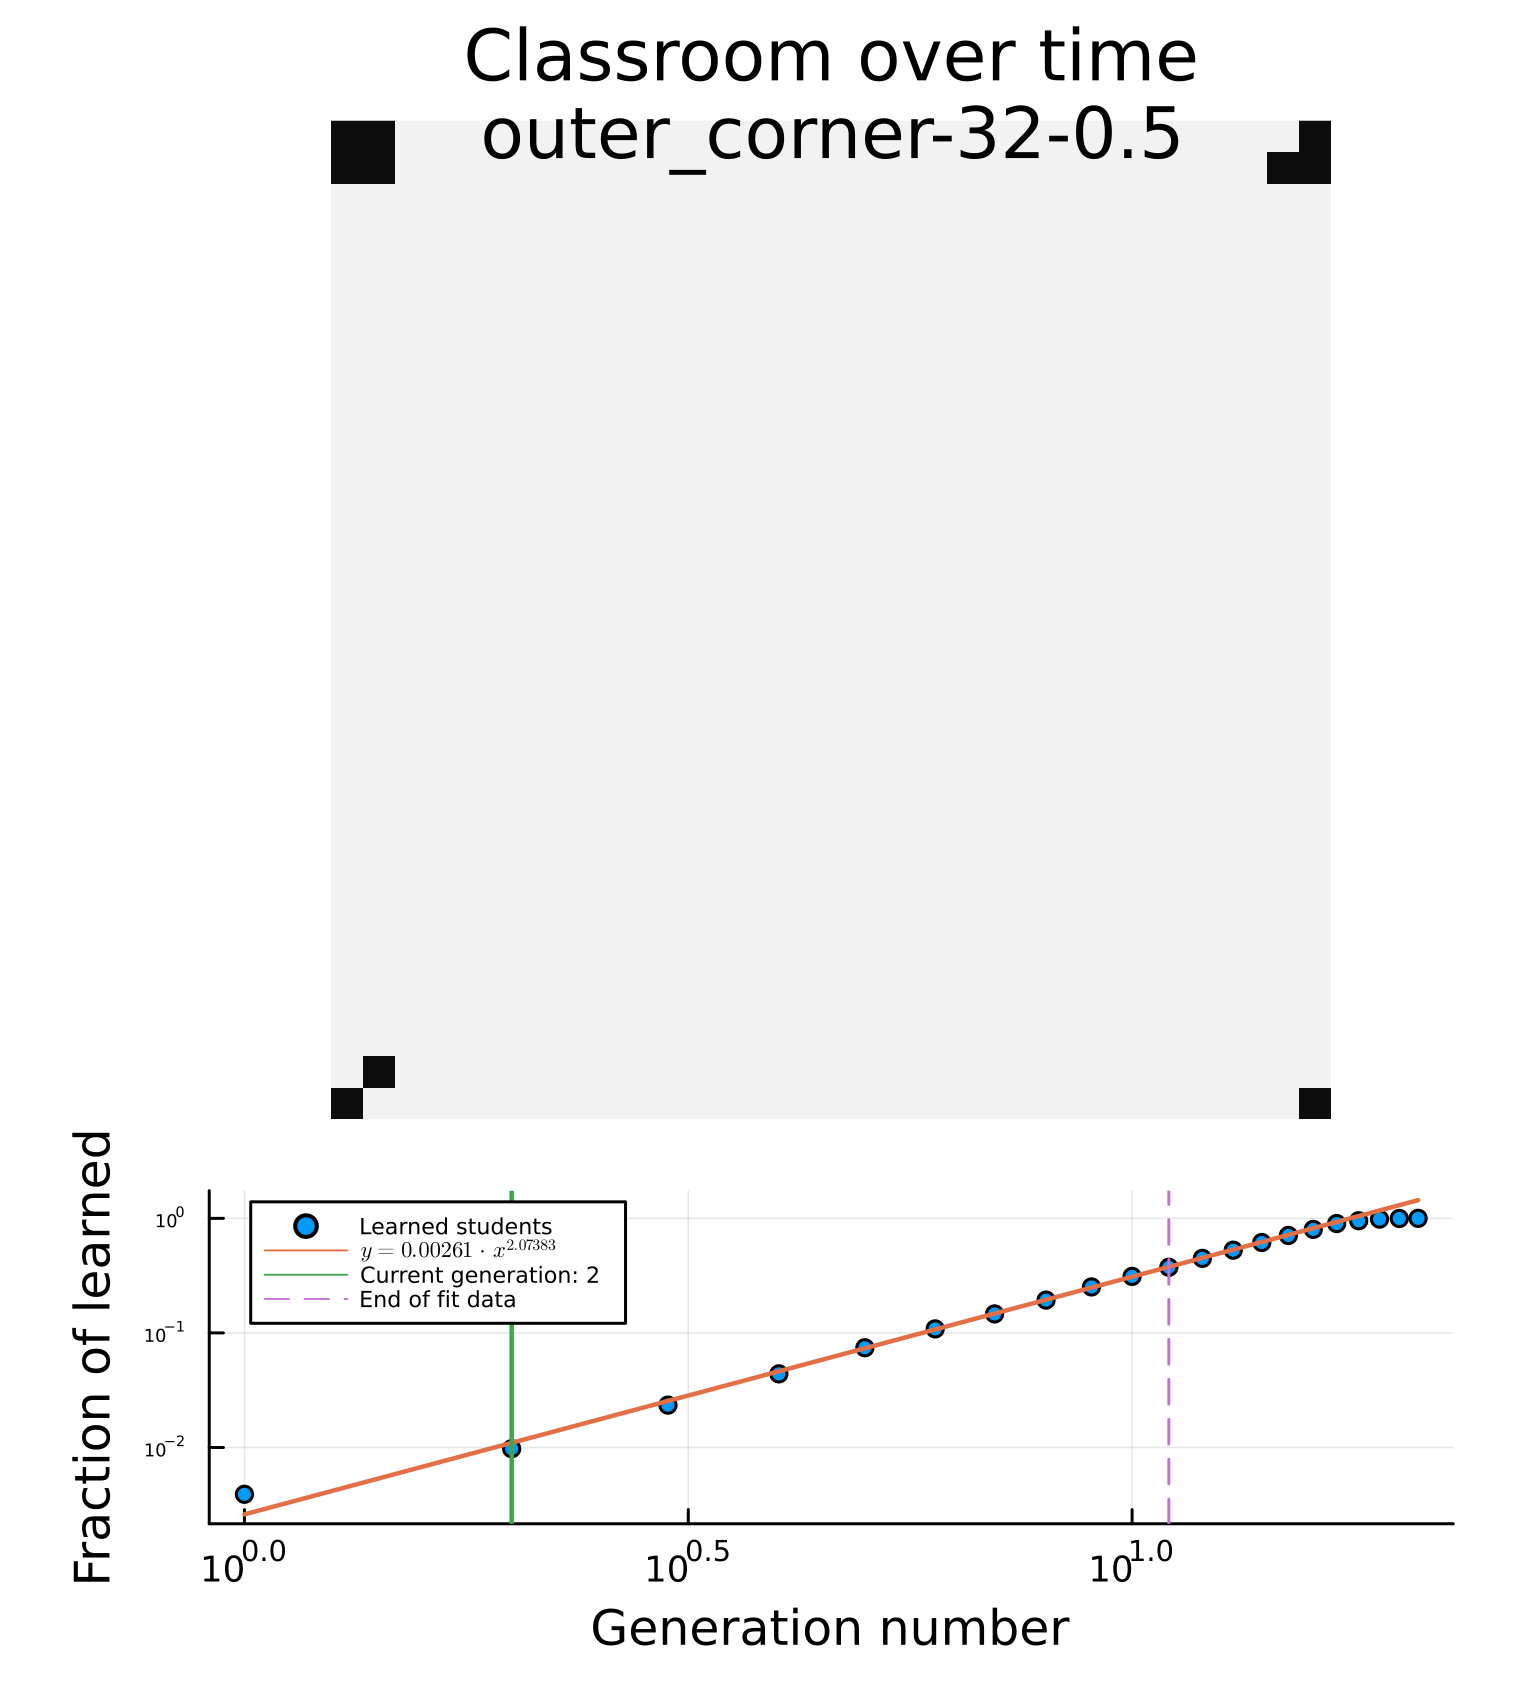 Classroom over time
outer_corner-32-0.5
Fraction of learned
10⁰
10⁻¹
10⁻²
Learned students
y = 0.00261 · x^2.07383
Current generation: 2
End of fit data
10^0.0
10^0.5
10^1.0
Generation number